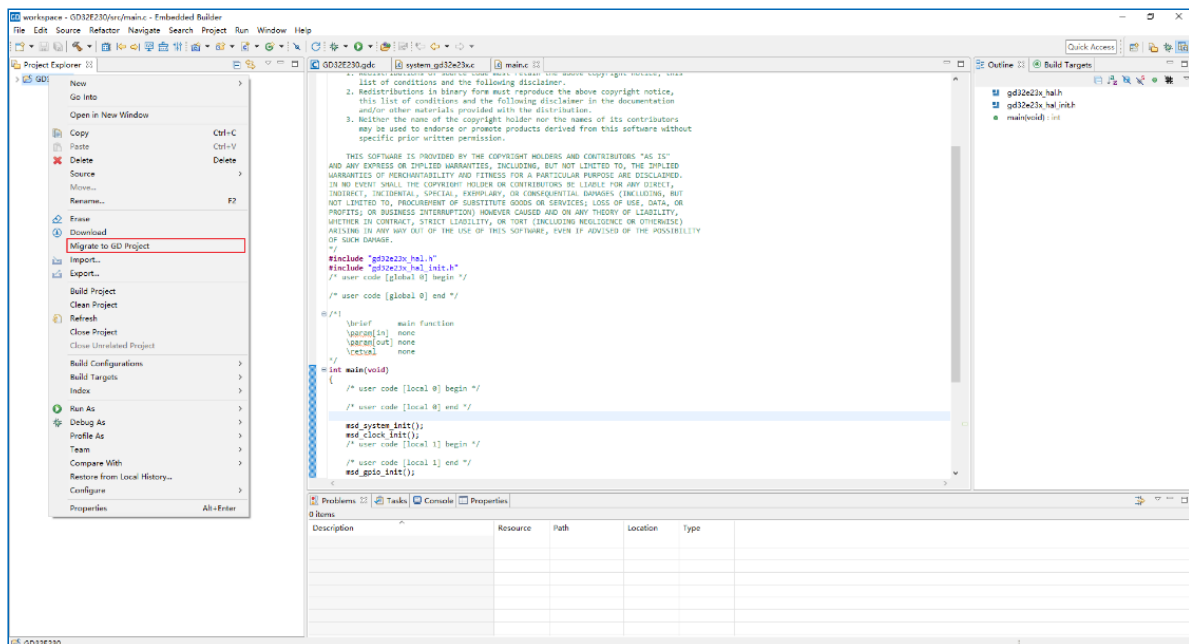 workspace - GD32E230/src/main.c - Embedded Builder
File Edit Source Refactor Navigate Search Project Run Window Help
Quick Access
Project Explorer
GD3
New
Go Into
Open in New Window
Copy Ctrl+C
Paste Ctrl+V
Delete Delete
Source
Move...
Rename... F2
Erase
Download
Migrate to GD Project
Import...
Export...
Build Project
Clean Project
Refresh
Close Project
Close Unrelated Project
Build Configurations
Build Targets
Index
Run As
Debug As
Profile As
Team
Compare With
Restore from Local History...
Configure
Properties Alt+Enter
GD32E230.gdc system_gd32e23x.c main.c
1. Redistributions of source code must retain the above copyright notice, this
list of conditions and the following disclaimer.
2. Redistributions in binary form must reproduce the above copyright notice,
this list of conditions and the following disclaimer in the documentation
and/or other materials provided with the distribution.
3. Neither the name of the copyright holder nor the names of its contributors
may be used to endorse or promote products derived from this software without
specific prior written permission.
THIS SOFTWARE IS PROVIDED BY THE COPYRIGHT HOLDERS AND CONTRIBUTORS "AS IS"
AND ANY EXPRESS OR IMPLIED WARRANTIES, INCLUDING, BUT NOT LIMITED TO, THE IMPLIED
WARRANTIES OF MERCHANTABILITY AND FITNESS FOR A PARTICULAR PURPOSE ARE DISCLAIMED.
IN NO EVENT SHALL THE COPYRIGHT HOLDER OR CONTRIBUTORS BE LIABLE FOR ANY DIRECT,
INDIRECT, INCIDENTAL, SPECIAL, EXEMPLARY, OR CONSEQUENTIAL DAMAGES (INCLUDING, BUT
NOT LIMITED TO, PROCUREMENT OF SUBSTITUTE GOODS OR SERVICES; LOSS OF USE, DATA, OR
PROFITS; OR BUSINESS INTERRUPTION) HOWEVER CAUSED AND ON ANY THEORY OF LIABILITY,
WHETHER IN CONTRACT, STRICT LIABILITY, OR TORT (INCLUDING NEGLIGENCE OR OTHERWISE)
ARISING IN ANY WAY OUT OF THE USE OF THIS SOFTWARE, EVEN IF ADVISED OF THE POSSIBILITY
OF SUCH DAMAGE.
*/
#include "gd32e23x_hal.h"
#include "gd32e23x_hal_init.h"
/* user code [global 0] begin */
/* user code [global 0] end */
/*!
\brief main function
\param[in] none
\param[out] none
\retval none
*/
int main(void)
{
/* user code [local 0] begin */
/* user code [local 0] end */
msd_system_init();
msd_clock_init();
/* user code [local 1] begin */
/* user code [local 1] end */
msd_gpio_init();
Outline Build Targets
gd32e23x_hal.h
gd32e23x_hal_init.h
main(void) : int
Problems Tasks Console Properties
0 items
Description Resource Path Location Type
GD32E230